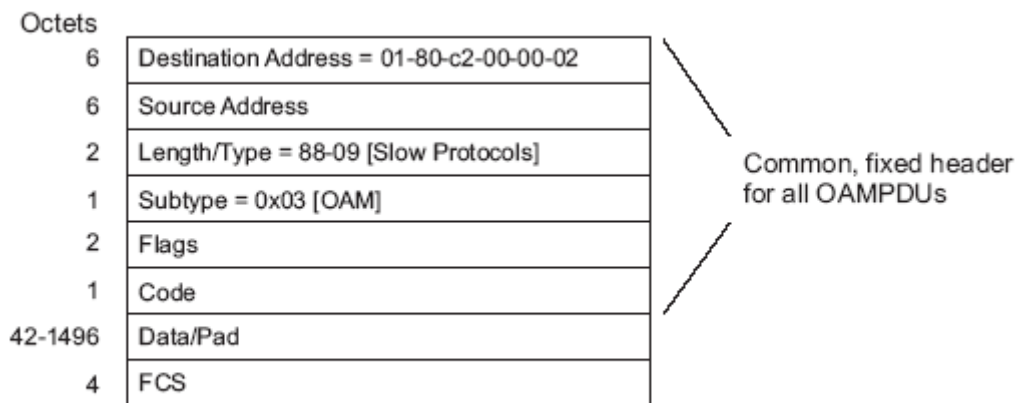 Octets
6 Destination Address = 01-80-c2-00-00-02
6 Source Address
2 Length/Type = 88-09 [Slow Protocols]
1 Subtype = 0x03 [OAM]
2 Flags
1 Code
42-1496 Data/Pad
4 FCS
Common, fixed header
for all OAMPDUs